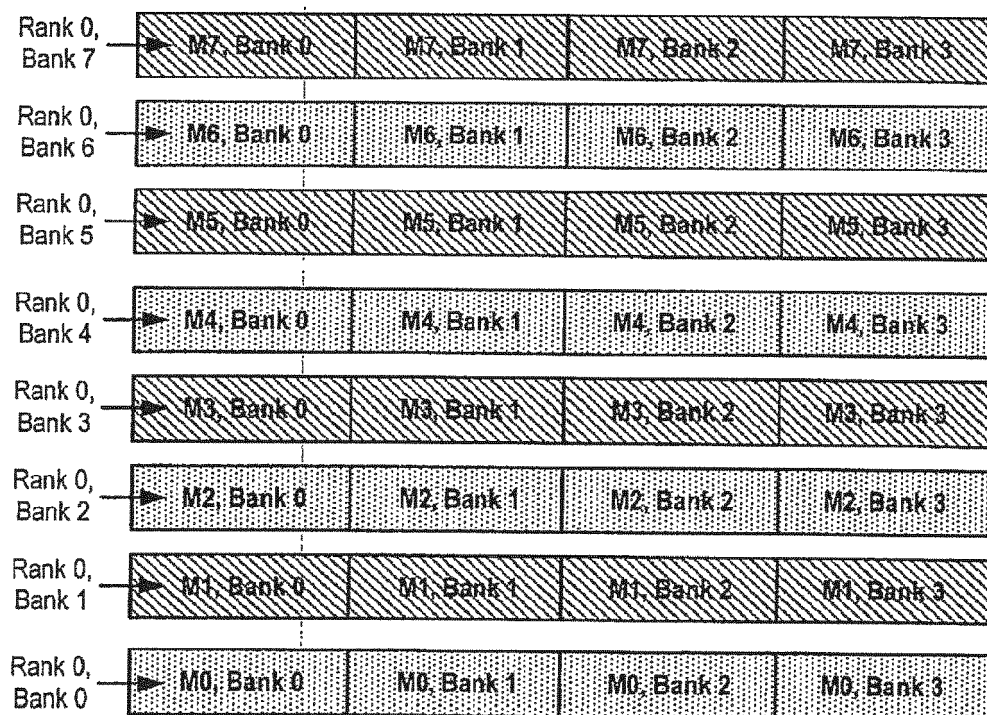 Rank 0,
Bank 7
M7, Bank 0
M7, Bank 1
M7, Bank 2
M7, Bank 3
Rank 0,
Bank 6
M6, Bank 0
M6, Bank 1
M6, Bank 2
M6, Bank 3
Rank 0,
Bank 5
M5, Bank 0
M5, Bank 1
M5, Bank 2
M5, Bank 3
Rank 0,
Bank 4
M4, Bank 0
M4, Bank 1
M4, Bank 2
M4, Bank 3
Rank 0,
Bank 3
M3, Bank 0
M3, Bank 1
M3, Bank 2
M3, Bank 3
Rank 0,
Bank 2
M2, Bank 0
M2, Bank 1
M2, Bank 2
M2, Bank 3
Rank 0,
Bank 1
M1, Bank 0
M1, Bank 1
M1, Bank 2
M1, Bank 3
Rank 0,
Bank 0
M0, Bank 0
M0, Bank 1
M0, Bank 2
M0, Bank 3